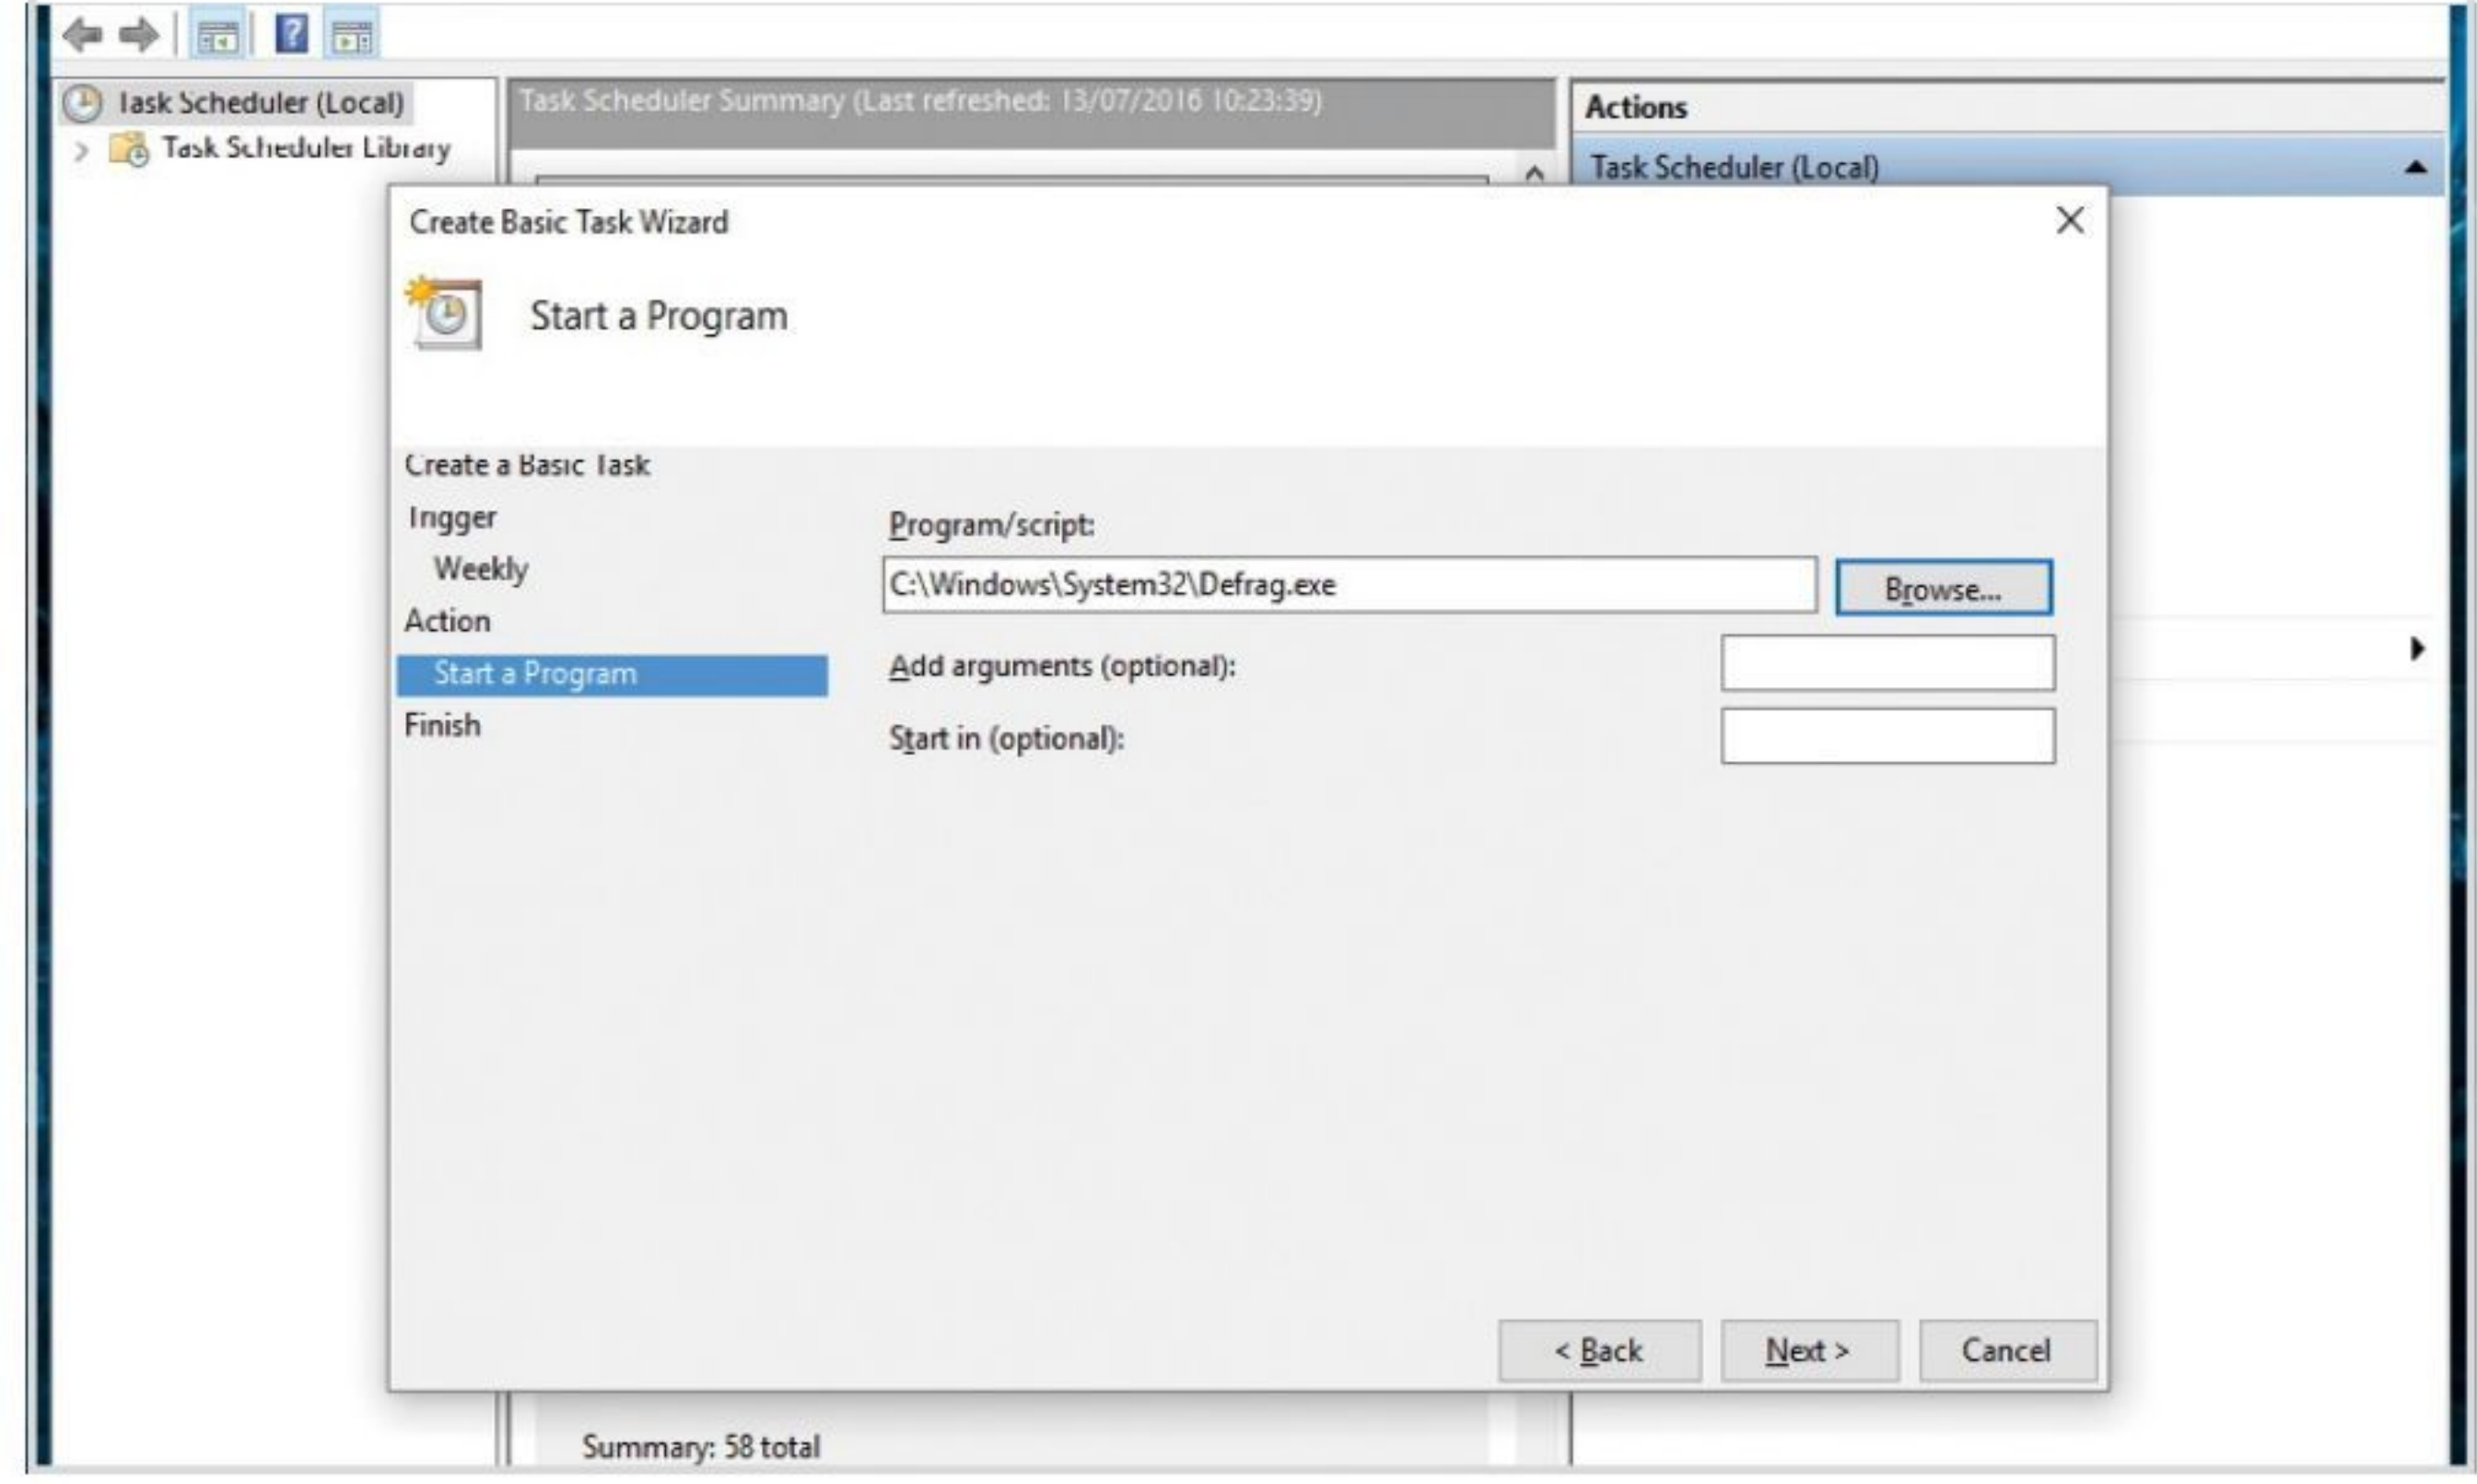 Task Scheduler (Local)
Task Scheduler Library
Task Scheduler Summary (Last refreshed: 13/07/2016 10:23:39)
Actions
Task Scheduler (Local)
Create Basic Task Wizard
Start a Program
Create a Basic Task
Trigger
Weekly
Action
Start a Program
Finish
Program/script:
C:\Windows\System32\Defrag.exe
Browse...
Add arguments (optional):
Start in (optional):
< Back
Next >
Cancel
Summary: 58 total